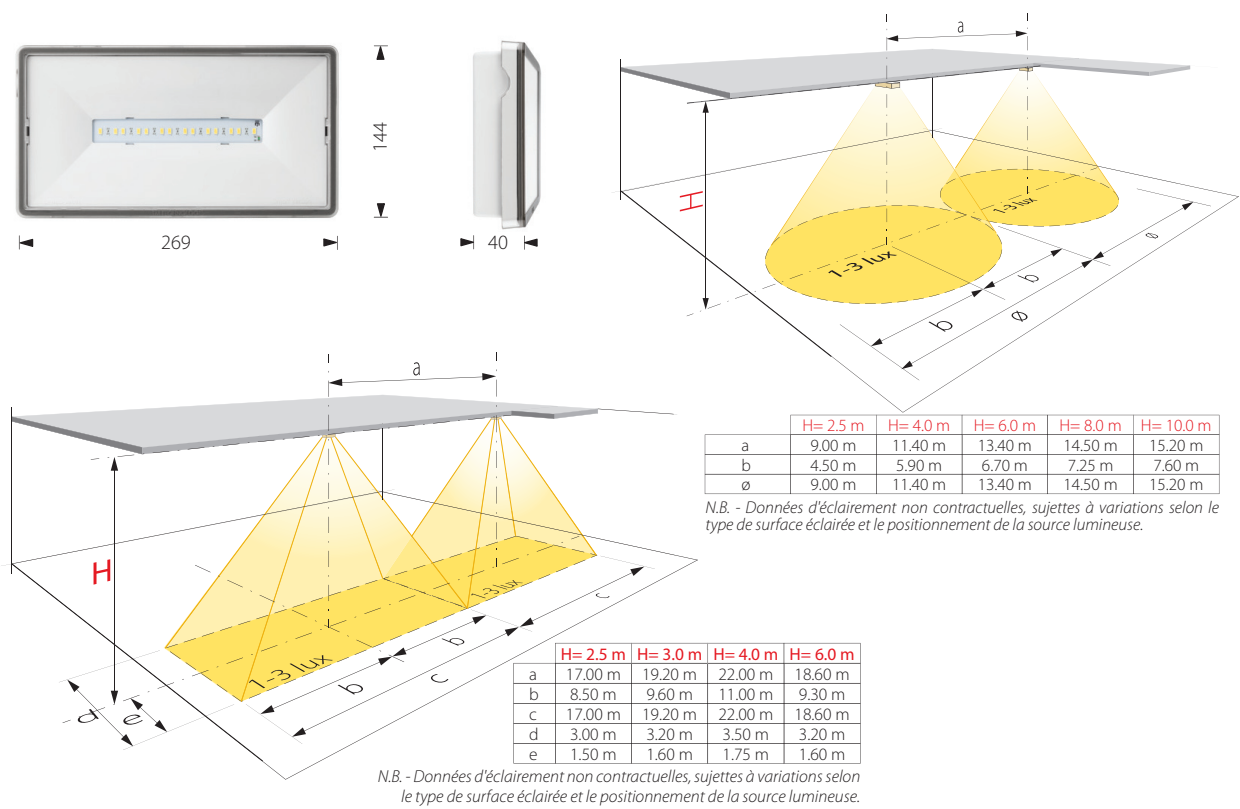 144
269
40
a
H
1-3 lux
1-3 lux
b
b
ø
ø
H= 2.5 m H= 4.0 m H= 6.0 m H= 8.0 m H= 10.0 m
a 9.00 m 11.40 m 13.40 m 14.50 m 15.20 m
b 4.50 m 5.90 m 6.70 m 7.25 m 7.60 m
ø 9.00 m 11.40 m 13.40 m 14.50 m 15.20 m
N.B. - Données d'éclairement non contractuelles, sujettes à variations selon le
type de surface éclairée et le positionnement de la source lumineuse.
a
H
1-3 lux
1-3 lux
b
b
c
c
d
e
H= 2.5 m H= 3.0 m H= 4.0 m H= 6.0 m
a 17.00 m 19.20 m 22.00 m 18.60 m
b 8.50 m 9.60 m 11.00 m 9.30 m
c 17.00 m 19.20 m 22.00 m 18.60 m
d 3.00 m 3.20 m 3.50 m 3.20 m
e 1.50 m 1.60 m 1.75 m 1.60 m
N.B. - Données d'éclairement non contractuelles, sujettes à variations selon
le type de surface éclairée et le positionnement de la source lumineuse.